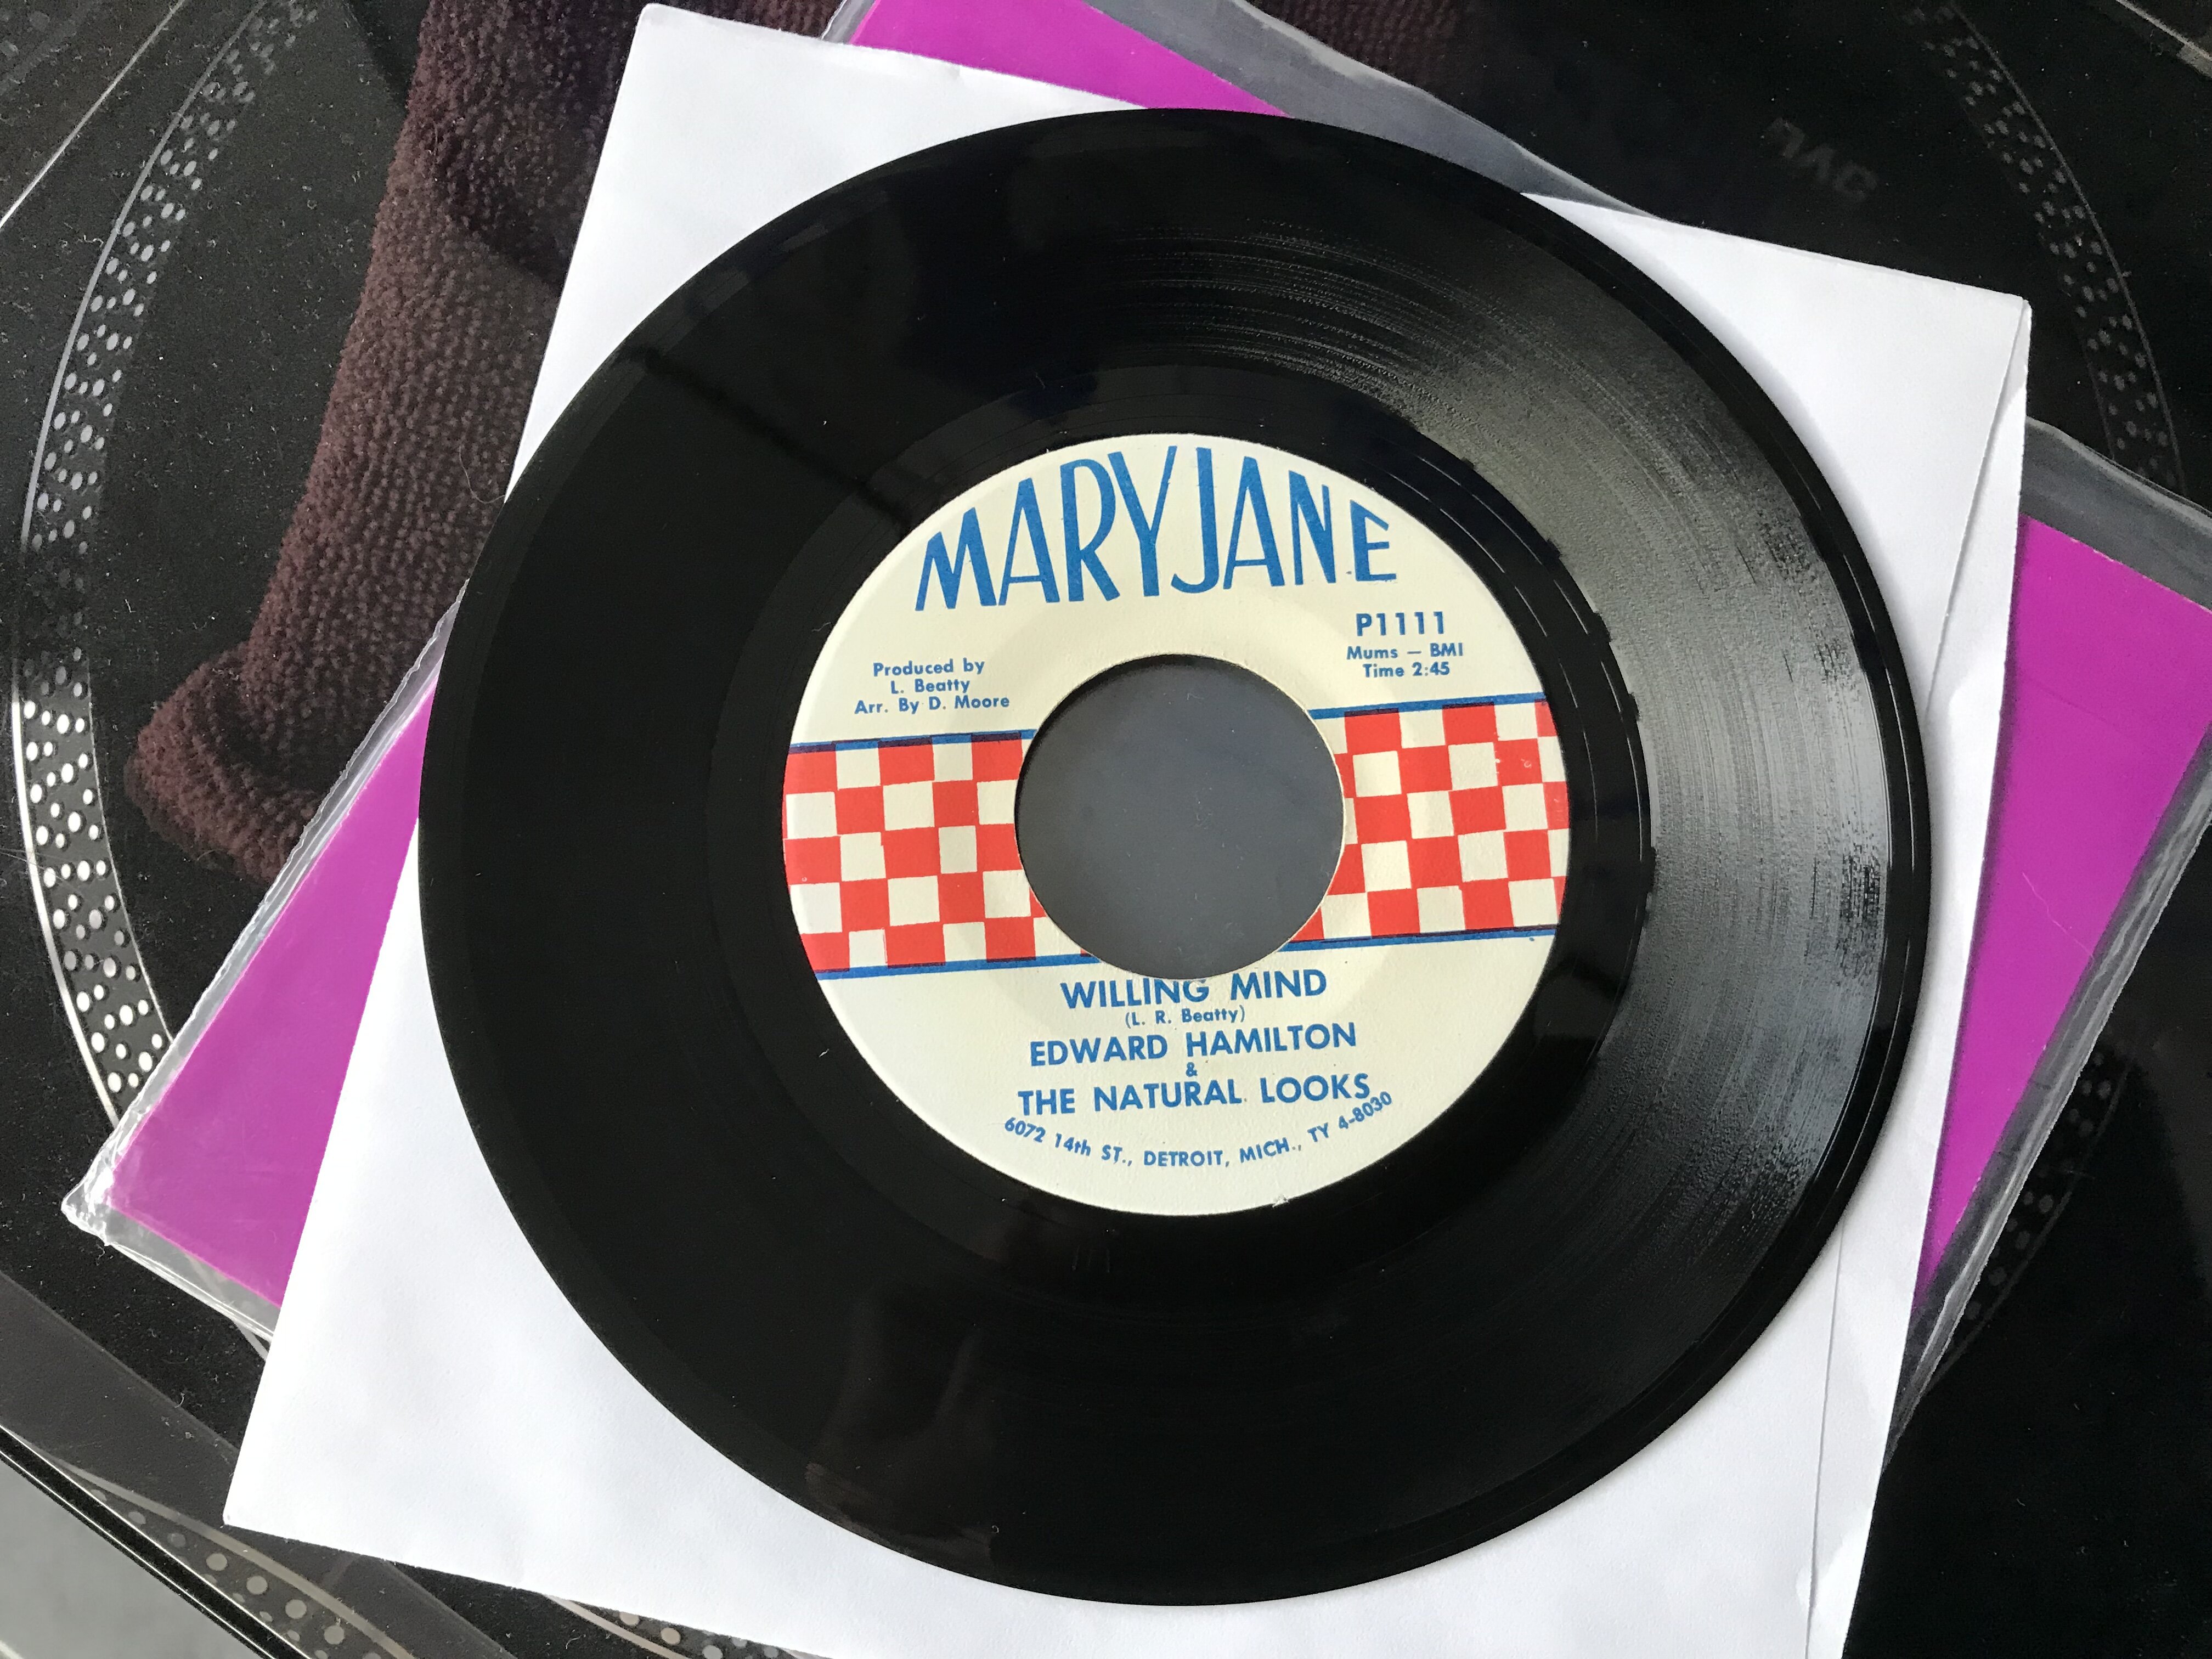 MARYJANE
P1111
Mums — BMI
Time 2:45
Produced by
L. Beatty
Arr. By D. Moore
WILLING MIND
(L. R. Beatty)
EDWARD HAMILTON
&
THE NATURAL LOOKS
6072 14th ST., DETROIT, MICH., TY 4-8030